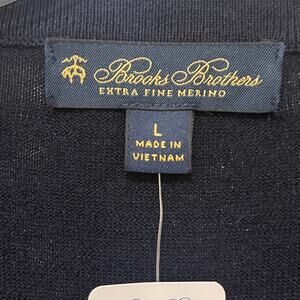 Brooks Brothers
EXTRA FINE MERINO
L
MADE IN
VIETNAM